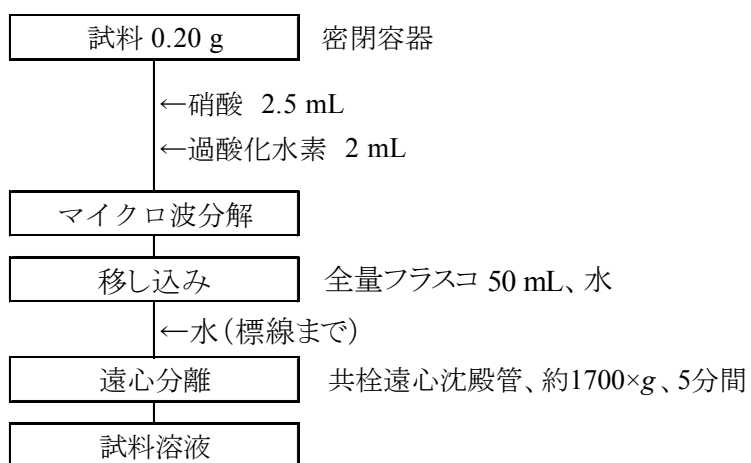 試料 0.20 g 密閉容器
←硝酸 2.5 mL
←過酸化水素 2 mL
マイクロ波分解
移し込み 全量フラスコ 50 mL、水
←水(標線まで)
遠心分離 共栓遠心沈殿管、約1700×g、5分間
試料溶液